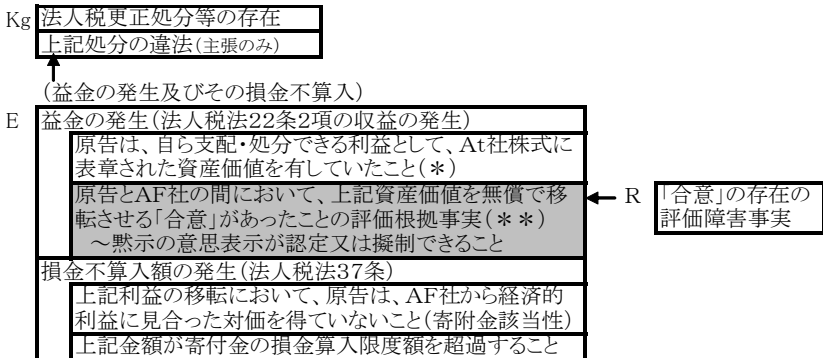 Kg 法人税更正処分等の存在
上記処分の違法(主張のみ)
(益金の発生及びその損金不算入)
E 益金の発生(法人税法22条2項の収益の発生)
原告は、自ら支配・処分できる利益として、At社株式に
表章された資産価値を有していたこと(*)
原告とAF社の間において、上記資産価値を無償で移
転させる「合意」があったことの評価根拠事実(**)
~黙示の意思表示が認定又は擬制できること
R 「合意」の存在の
評価障害事実
損金不算入額の発生(法人税法37条)
上記利益の移転において、原告は、AF社から経済的
利益に見合った対価を得ていないこと(寄附金該当性)
上記金額が寄付金の損金算入限度額を超過すること